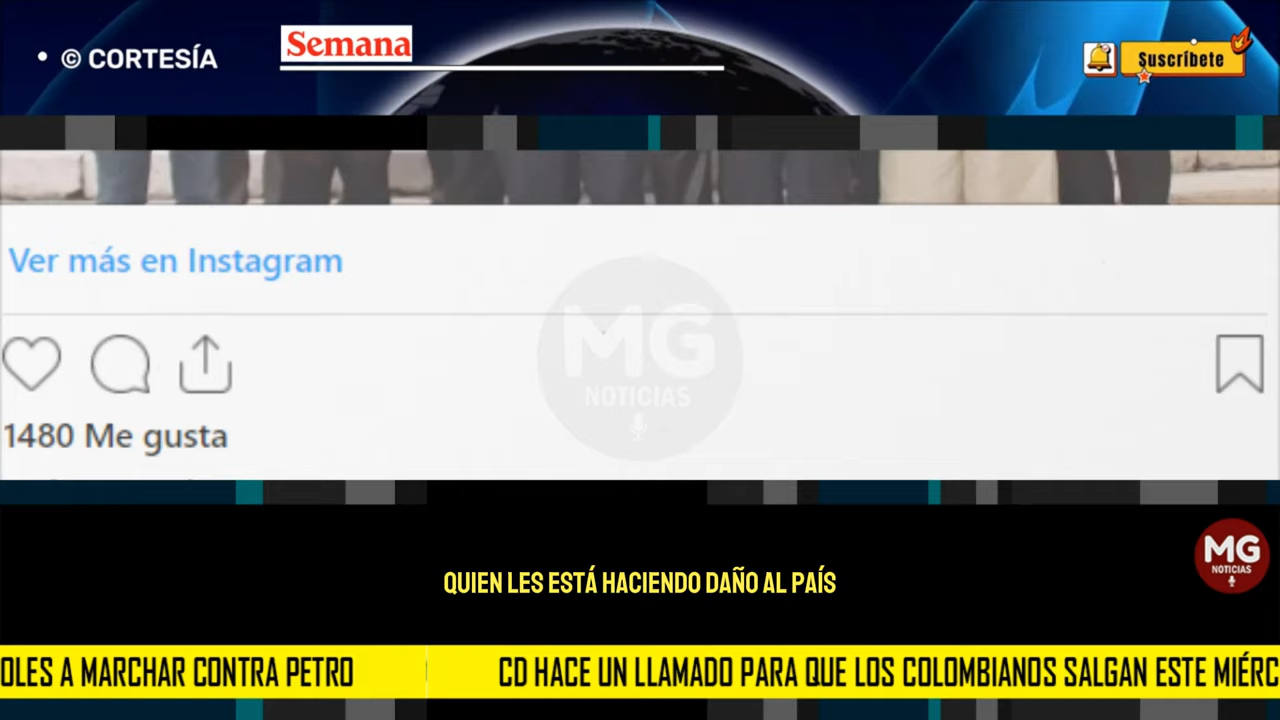 • © CORTESÍA
Semana
Suscríbete
Ver más en Instagram
MG
NOTICIAS
1480 Me gusta
MG
NOTICIAS
QUIEN LES ESTÁ HACIENDO DAÑO AL PAÍS
OLES A MARCHAR CONTRA PETRO
CD HACE UN LLAMADO PARA QUE LOS COLOMBIANOS SALGAN ESTE MIÉRC